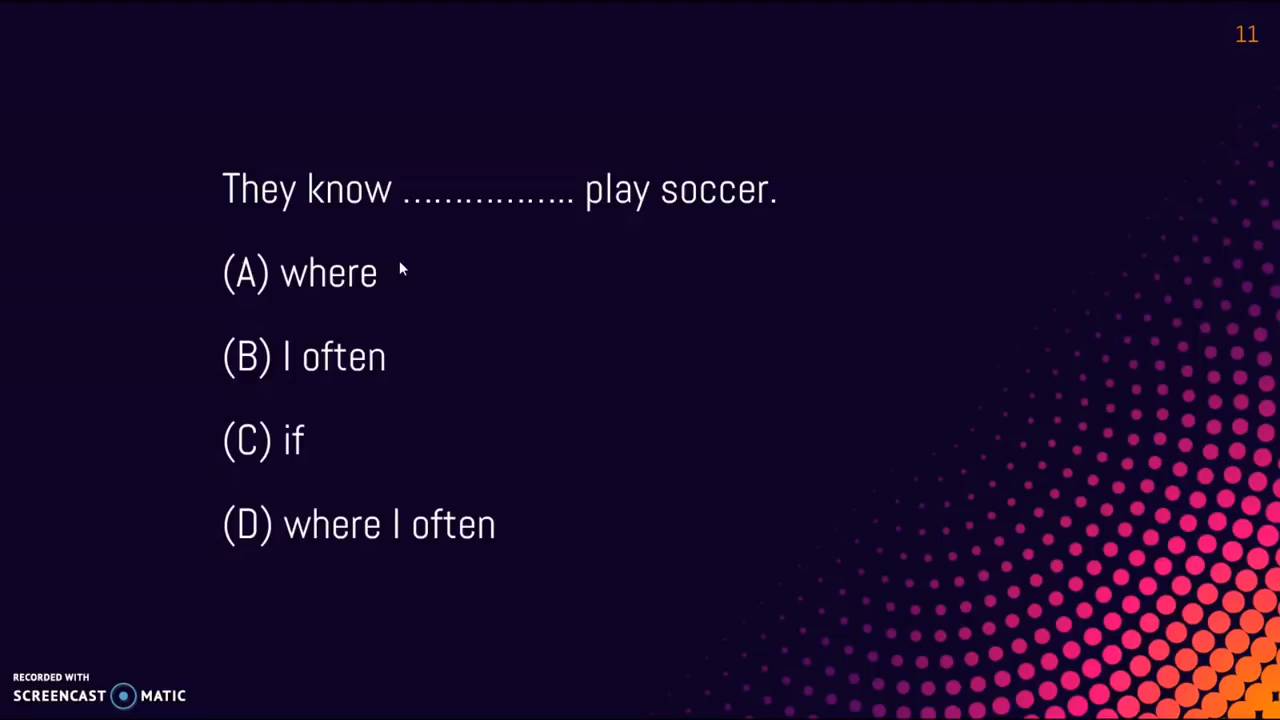 11
They know ................. play soccer.
(A) where
(B) I often
(C) if
(D) where I often
RECORDED WITH
SCREENCAST MATIC